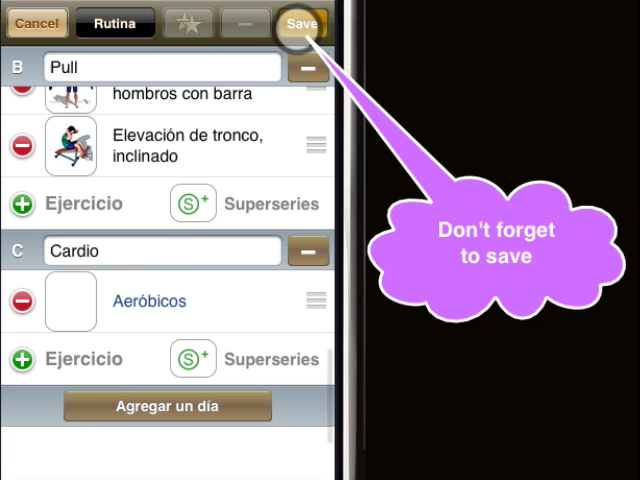 Cancel
Rutina
Save
B
Pull
hombros con barra
Elevación de tronco,
inclinado
Ejercicio
S+
Superseries
C
Cardio
Aeróbicos
Ejercicio
S+
Superseries
Agregar un día
Don't forget
to save